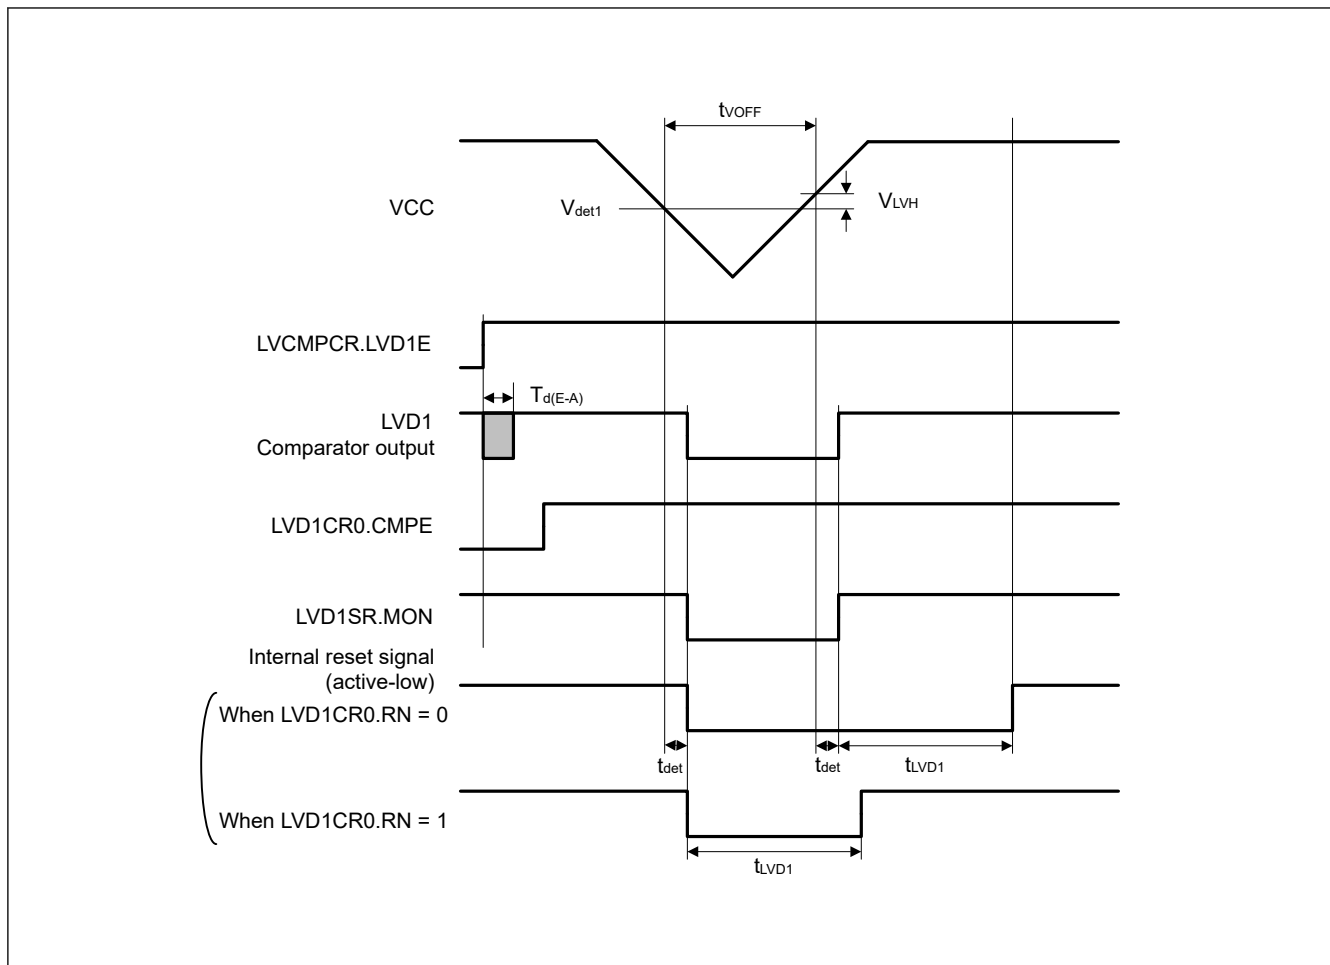 tVOFF
VCC
Vdet1
VLVH
LVCMPCR.LVD1E
Td(E-A)
LVD1
Comparator output
LVD1CR0.CMPE
LVD1SR.MON
Internal reset signal
(active-low)
When LVD1CR0.RN = 0
tdet
tdet
tLVD1
When LVD1CR0.RN = 1
tLVD1